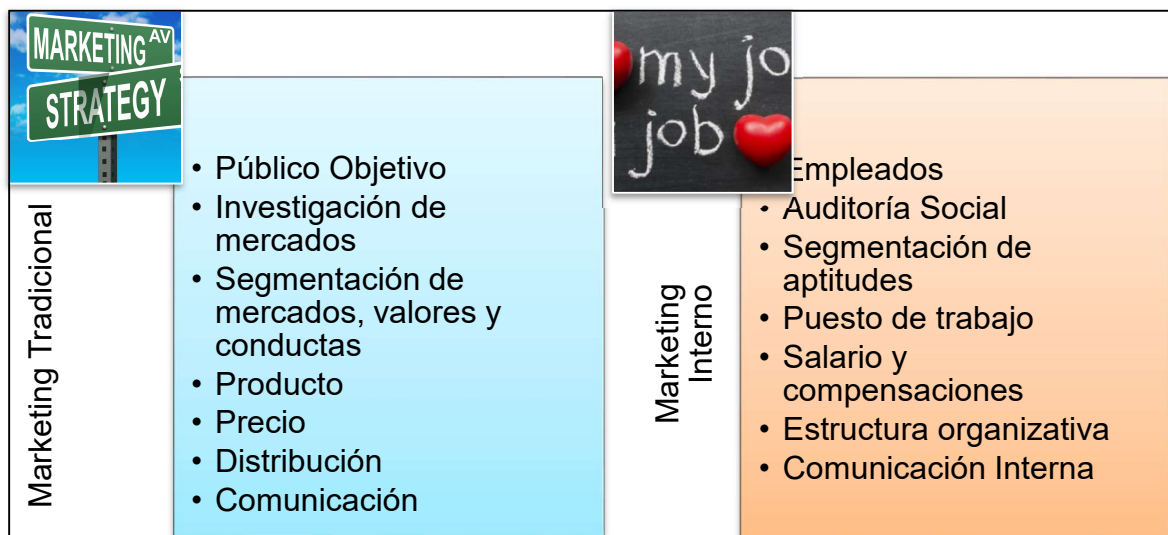 MARKETING AV
STRATEGY
Marketing Tradicional
• Público Objetivo
• Investigación de
mercados
• Segmentación de
mercados, valores y
conductas
• Producto
• Precio
• Distribución
• Comunicación
my jo
job
Marketing
Interno
Empleados
• Auditoría Social
• Segmentación de
aptitudes
• Puesto de trabajo
• Salario y
compensaciones
• Estructura organizativa
• Comunicación Interna